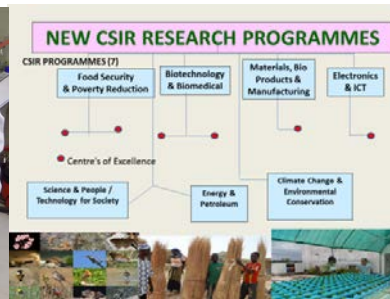 NEW CSIR RESEARCH PROGRAMMES
CSIR PROGRAMMES (7)
Food Security
& Poverty Reduction
Biotechnology
& Biomedical
Materials, Bio
Products &
Manufacturing
Electronics
& ICT
Centre's of Excellence
Science & People /
Technology for Society
Energy &
Petroleum
Climate Change &
Environmental
Conservation